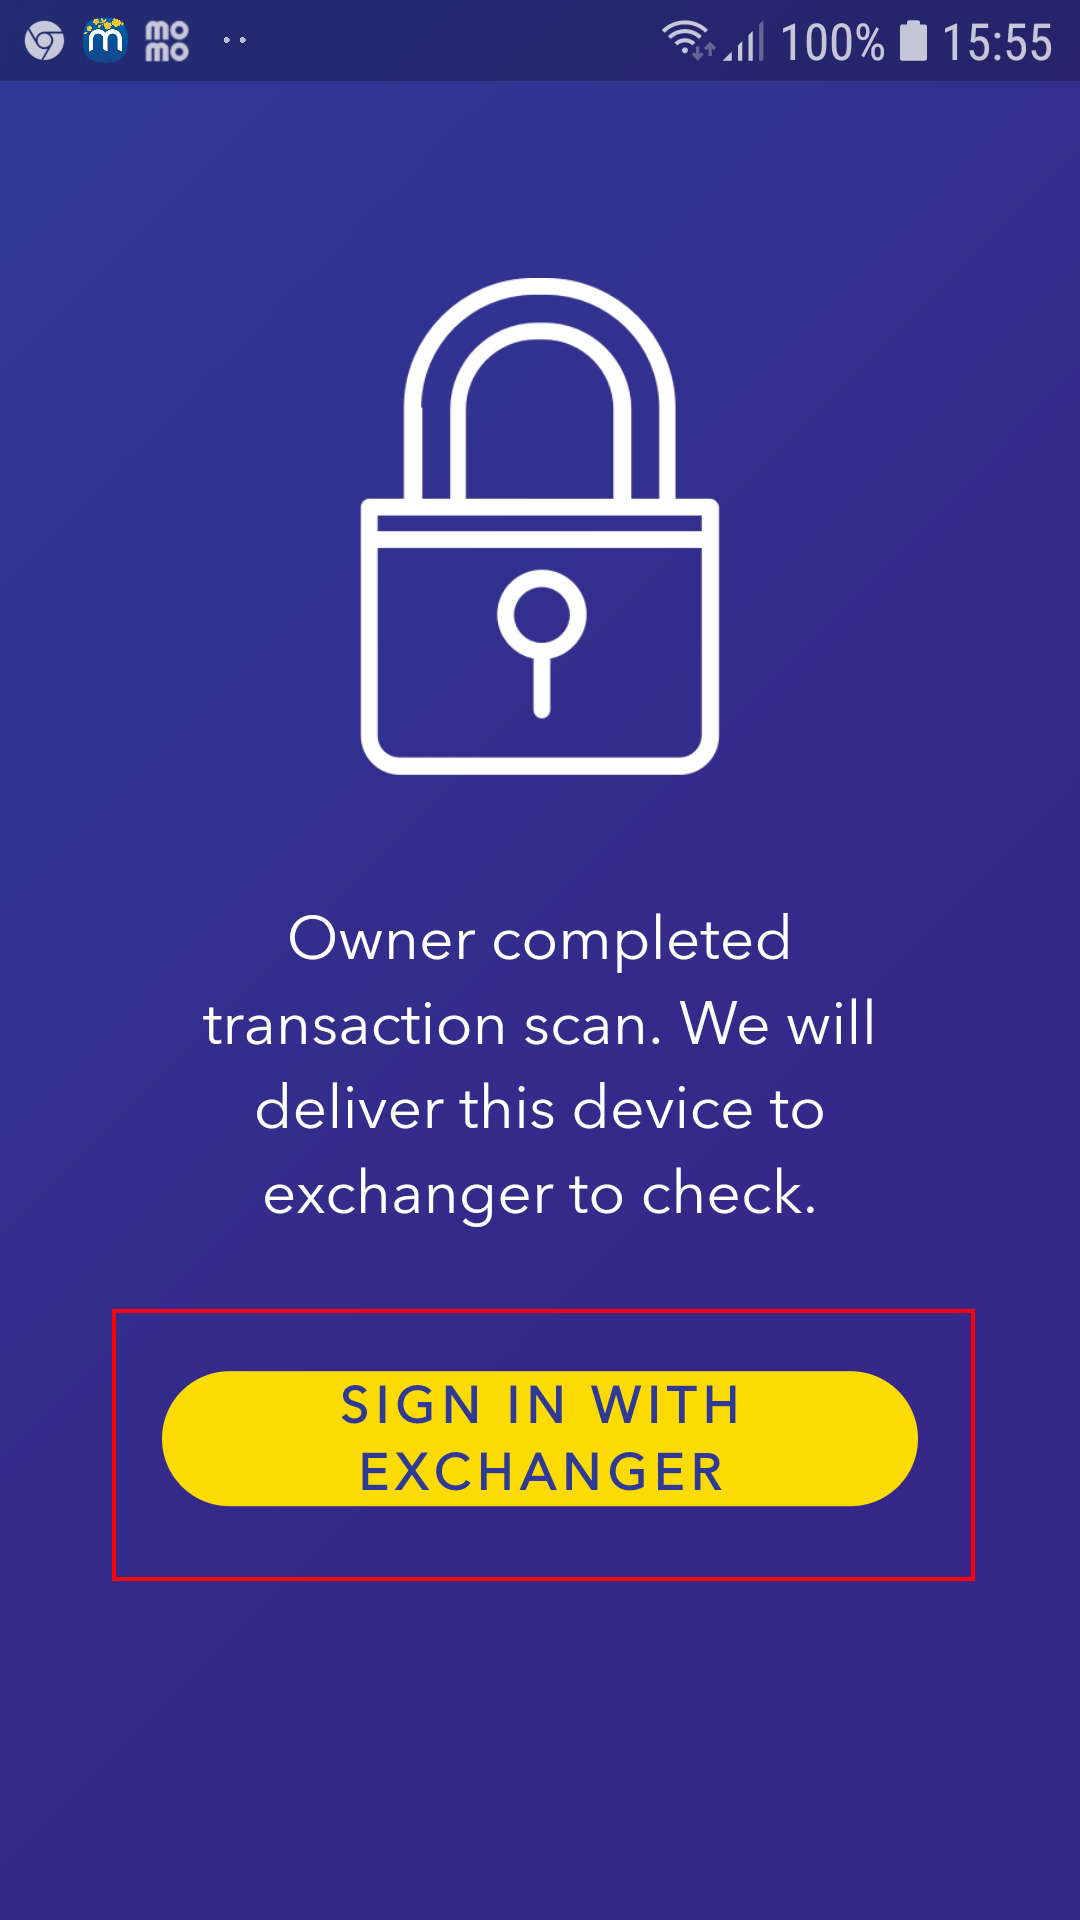 mo
mo
100% 15:55
Owner completed
transaction scan. We will
deliver this device to
exchanger to check.
SIGN IN WITH
EXCHANGER